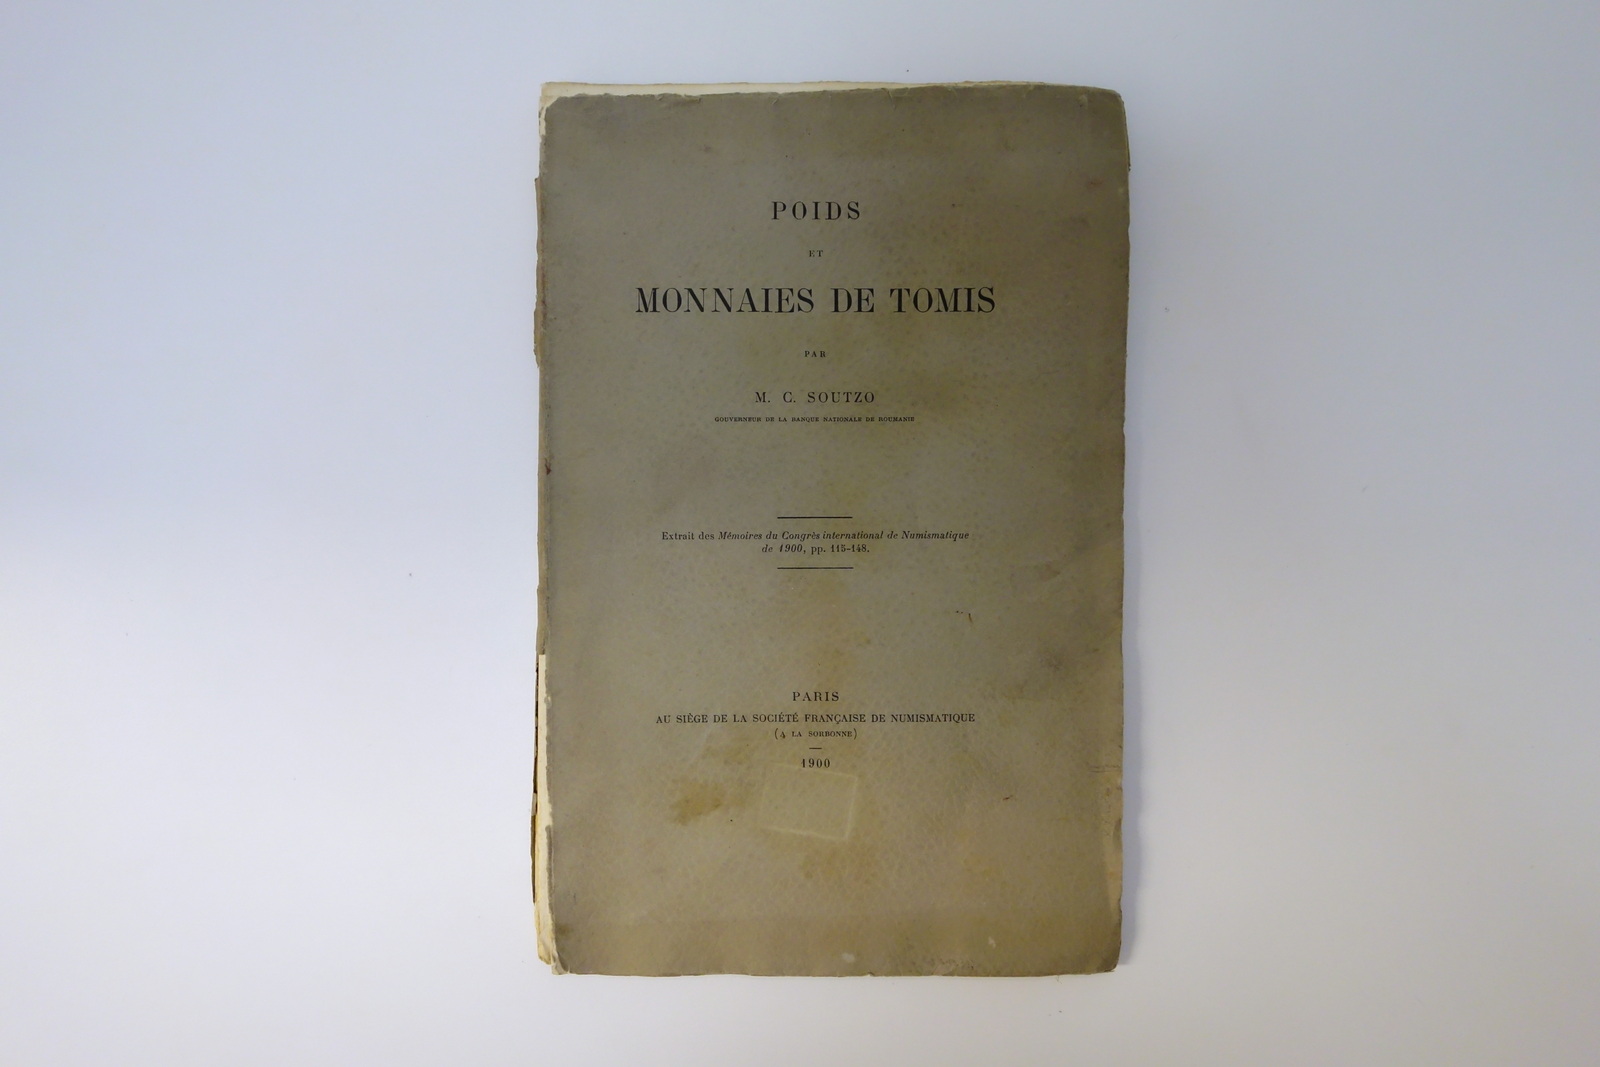 POIDS
ET
MONNAIES DE TOMIS
PAR
M. C. SOUTZO
GOUVERNEUR DE LA BANQUE NATIONALE DE ROUMANIE
Extrait des Mémoires du Congrès international de Numismatique
de 1900, pp. 115-148.
PARIS
AU SIÈGE DE LA SOCIÉTÉ FRANÇAISE DE NUMISMATIQUE
(A LA SORBONNE)
1900